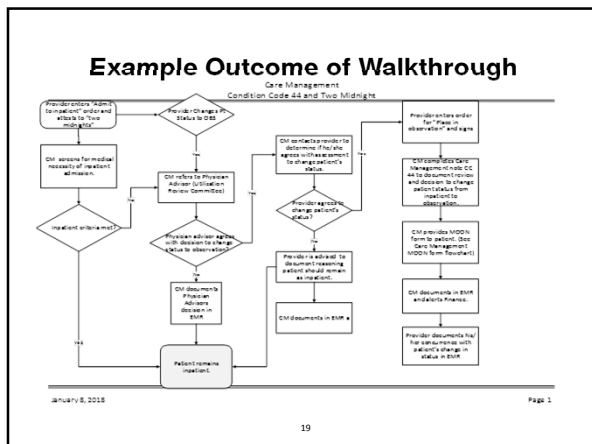 Example Outcome of Walkthrough
Care Management
Condition Code 44 and Two Midnight
Provider enters "Admit
to inpatient" order and
attests to "two
midnights"
Provider Changes Pt
Status to OBS
Yes
CM screens for medical
necessity of inpatient
admission.
No
Inpatient criteria met?
Yes
CM refers to Physician
Advisor (Utilization
Review Committee)
Physician advisor agrees
with decision to change
status to observation?
Yes
No
CM documents
Physician
Advisors
decision in
EMR
Patient remains
inpatient.
CM contacts provider to
determine if he/she
agrees with assessment
to change patient's
status.
Yes
Provider agrees to
change patient's
status?
No
Provider is advised to
document reasoning
patient should remain
as inpatient.
CM documents in EMR a
Provider enters order
for "Place in
observation" and signs
CM completes Care
Management note CC
44 to document review
and decision to change
patient status from
inpatient to
observation.
CM provides MOON
form to patient. (See
Care Management
MOON form flowchart)
CM documents in EMR
and alerts Finance.
Provider documents his/
her concurrence with
patient's change in
status in EMR
January 8, 2018
Page 1
19